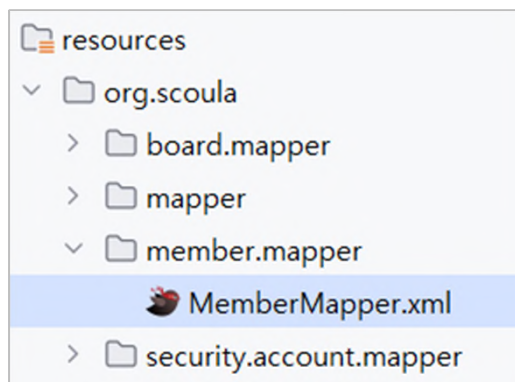 resources
org.scoula
board.mapper
mapper
member.mapper
MemberMapper.xml
security.account.mapper